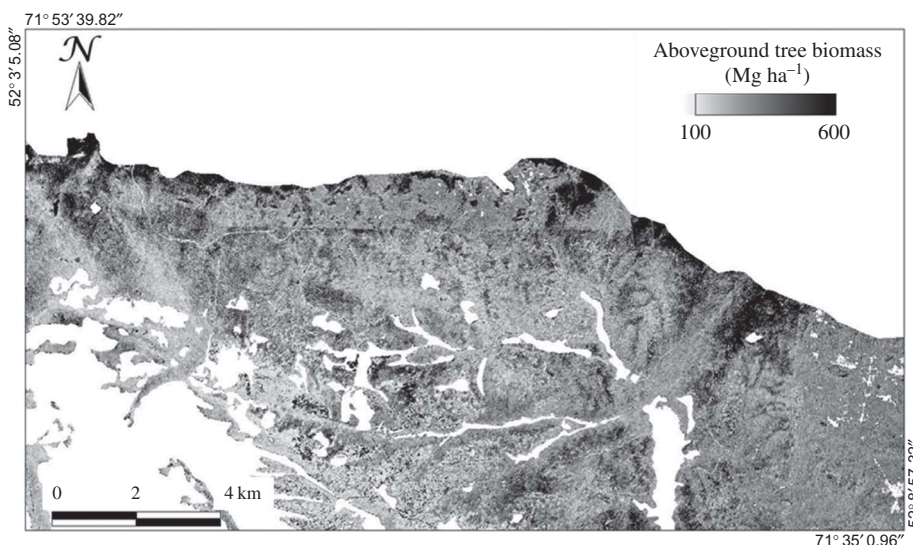 71° 53′ 39.82″
52° 3′ 5.08″
N
Aboveground tree biomass
(Mg ha⁻¹)
100 600
0 2 4 km
71° 35′ 0.96″